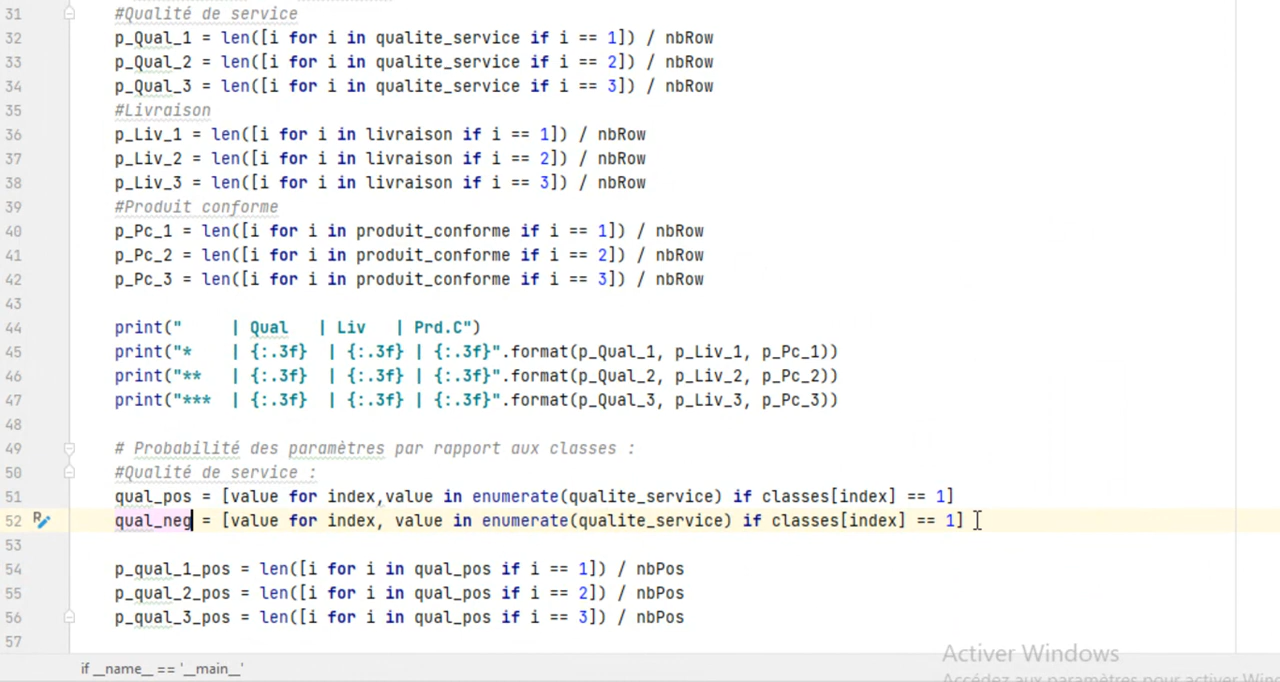 31 #Qualité de service
32 p_Qual_1 = len([i for i in qualite_service if i == 1]) / nbRow
33 p_Qual_2 = len([i for i in qualite_service if i == 2]) / nbRow
34 p_Qual_3 = len([i for i in qualite_service if i == 3]) / nbRow
35 #Livraison
36 p_Liv_1 = len([i for i in livraison if i == 1]) / nbRow
37 p_Liv_2 = len([i for i in livraison if i == 2]) / nbRow
38 p_Liv_3 = len([i for i in livraison if i == 3]) / nbRow
39 #Produit conforme
40 p_Pc_1 = len([i for i in produit_conforme if i == 1]) / nbRow
41 p_Pc_2 = len([i for i in produit_conforme if i == 2]) / nbRow
42 p_Pc_3 = len([i for i in produit_conforme if i == 3]) / nbRow
43
44 print("     | Qual   | Liv   | Prd.C")
45 print("*    | {:.3f}  | {:.3f} | {:.3f}".format(p_Qual_1, p_Liv_1, p_Pc_1))
46 print("**   | {:.3f}  | {:.3f} | {:.3f}".format(p_Qual_2, p_Liv_2, p_Pc_2))
47 print("***  | {:.3f}  | {:.3f} | {:.3f}".format(p_Qual_3, p_Liv_3, p_Pc_3))
48
49 # Probabilité des paramètres par rapport aux classes :
50 #Qualité de service :
51 qual_pos = [value for index,value in enumerate(qualite_service) if classes[index] == 1]
52 qual_neg = [value for index, value in enumerate(qualite_service) if classes[index] == 1]
53
54 p_qual_1_pos = len([i for i in qual_pos if i == 1]) / nbPos
55 p_qual_2_pos = len([i for i in qual_pos if i == 2]) / nbPos
56 p_qual_3_pos = len([i for i in qual_pos if i == 3]) / nbPos
57
Activer Windows
if __name__ == '__main__'
Accédez aux paramètres pour activer Win